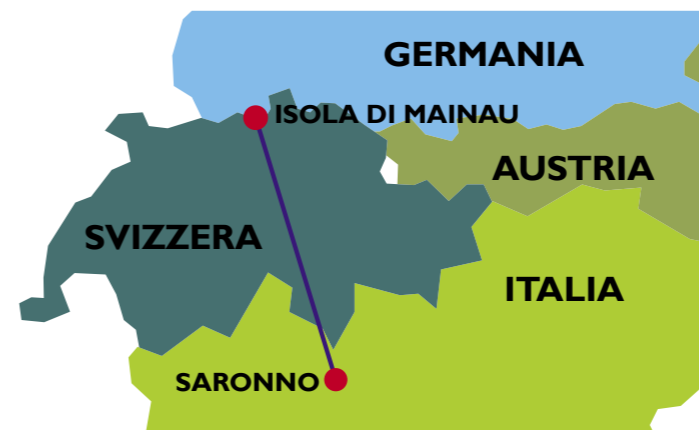 GERMANIA
ISOLA DI MAINAU
AUSTRIA
SVIZZERA
ITALIA
SARONNO